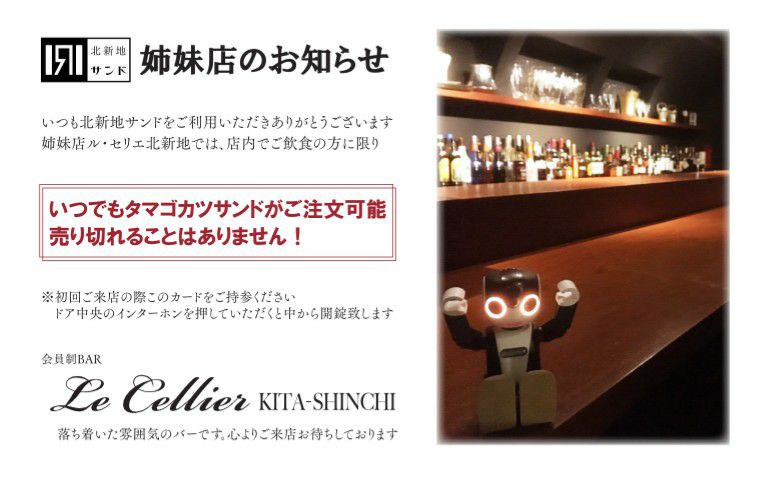 北新地
サンド
姉妹店のお知らせ
いつも北新地サンドをご利用いただきありがとうございます
姉妹店ル・セリエ北新地では、店内でご飲食の方に限り
いつでもタマゴカツサンドがご注文可能
売り切れることはありません！
※初回ご来店の際このカードをご持参ください
ドア中央のインターホンを押していただくと中から開錠致します
会員制BAR
Le Cellier KITA-SHINCHI
落ち着いた雰囲気のバーです。心よりご来店お待ちしております